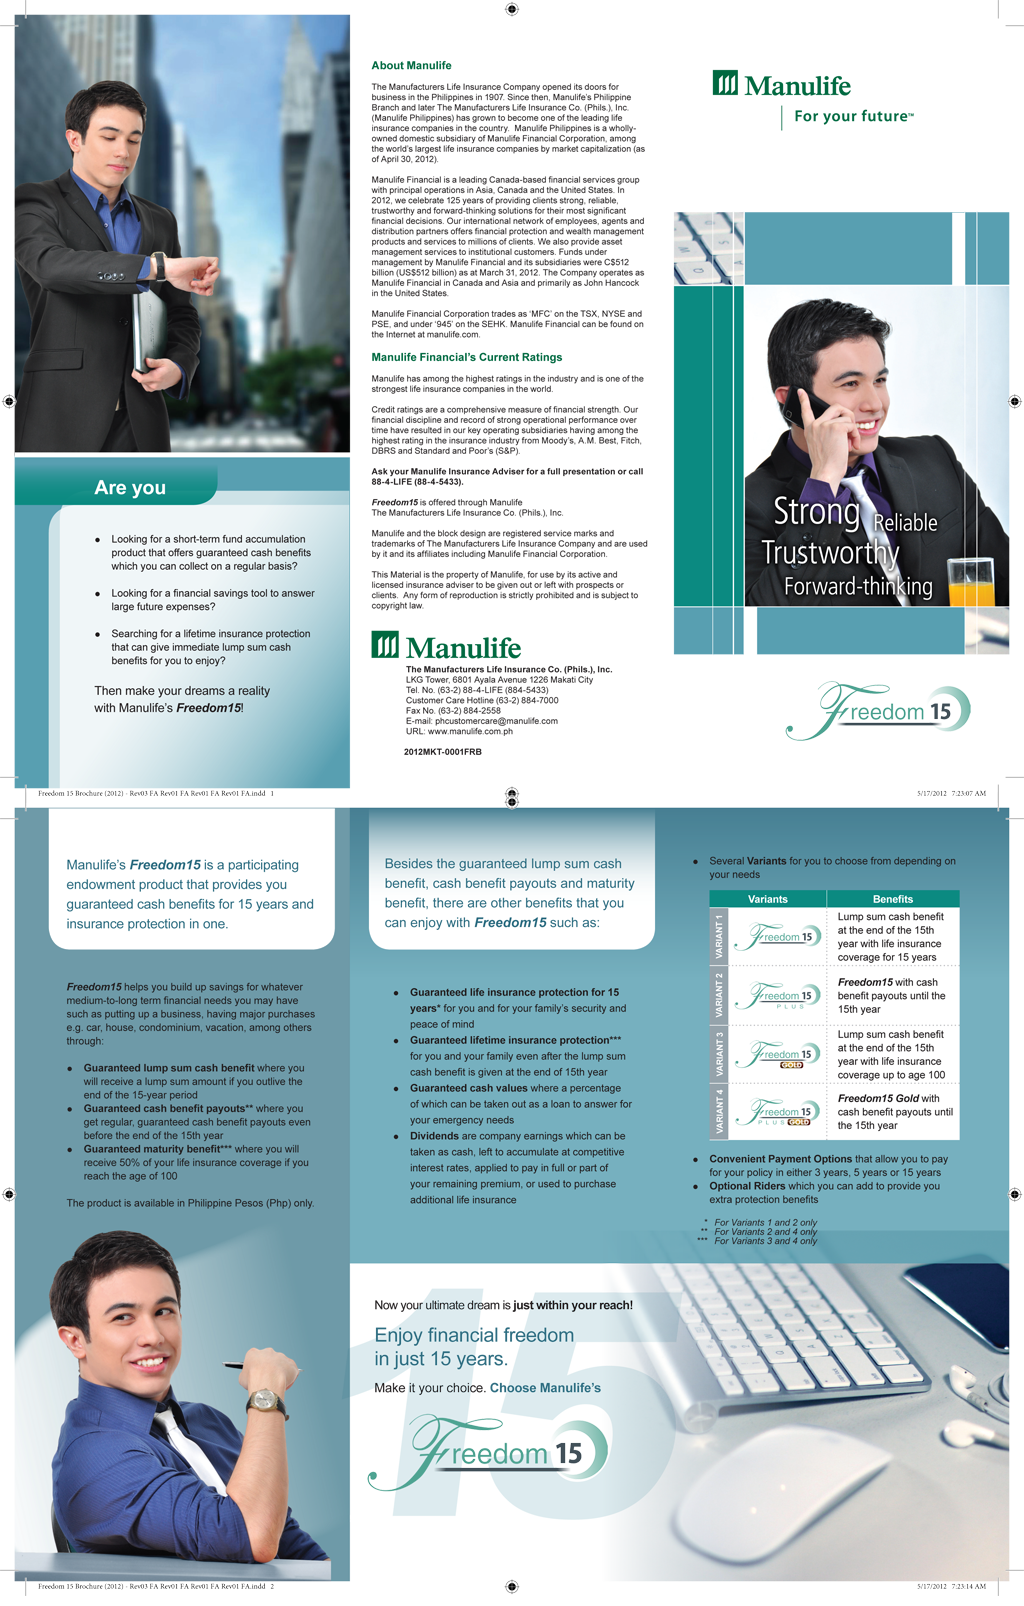 Are you
● Looking for a short-term fund accumulation
product that offers guaranteed cash benefits
which you can collect on a regular basis?
● Looking for a financial savings tool to answer
large future expenses?
● Searching for a lifetime insurance protection
that can give immediate lump sum cash
benefits for you to enjoy?
Then make your dreams a reality
with Manulife's Freedom15!
About Manulife
The Manufacturers Life Insurance Company opened its doors for
business in the Philippines in 1907. Since then, Manulife's Philippine
Branch and later The Manufacturers Life Insurance Co. (Phils.), Inc.
(Manulife Philippines) has grown to become one of the leading life
insurance companies in the country. Manulife Philippines is a wholly-
owned domestic subsidiary of Manulife Financial Corporation, among
the world's largest life insurance companies by market capitalization (as
of April 30, 2012).
Manulife Financial is a leading Canada-based financial services group
with principal operations in Asia, Canada and the United States. In
2012, we celebrate 125 years of providing clients strong, reliable,
trustworthy and forward-thinking solutions for their most significant
financial decisions. Our international network of employees, agents and
distribution partners offers financial protection and wealth management
products and services to millions of clients. We also provide asset
management services to institutional customers. Funds under
management by Manulife Financial and its subsidiaries were C$512
billion (US$512 billion) as at March 31, 2012. The Company operates as
Manulife Financial in Canada and Asia and primarily as John Hancock
in the United States.
Manulife Financial Corporation trades as 'MFC' on the TSX, NYSE and
PSE, and under '945' on the SEHK. Manulife Financial can be found on
the Internet at manulife.com.
Manulife Financial's Current Ratings
Manulife has among the highest ratings in the industry and is one of the
strongest life insurance companies in the world.
Credit ratings are a comprehensive measure of financial strength. Our
financial discipline and record of strong operational performance over
time have resulted in our key operating subsidiaries having among the
highest rating in the insurance industry from Moody's, A.M. Best, Fitch,
DBRS and Standard and Poor's (S&P).
Ask your Manulife Insurance Adviser for a full presentation or call
88-4-LIFE (88-4-5433).
Freedom15 is offered through Manulife
The Manufacturers Life Insurance Co. (Phils.), Inc.
Manulife and the block design are registered service marks and
trademarks of The Manufacturers Life Insurance Company and are used
by it and its affiliates including Manulife Financial Corporation.
This Material is the property of Manulife, for use by its active and
licensed insurance adviser to be given out or left with prospects or
clients. Any form of reproduction is strictly prohibited and is subject to
copyright law.
Manulife
The Manufacturers Life Insurance Co. (Phils.), Inc.
LKG Tower, 6801 Ayala Avenue 1226 Makati City
Tel. No. (63-2) 88-4-LIFE (884-5433)
Customer Care Hotline (63-2) 884-7000
Fax No. (63-2) 884-2558
E-mail: phcustomercare@manulife.com
URL: www.manulife.com.ph
2012MKT-0001FRB
Manulife
For your future™
Strong Reliable
Trustworthy
Forward-thinking
Freedom 15
Freedom 15 Brochure (2012) - Rev03 FA Rev01 FA Rev01 FA Rev01 FA.indd 1
5/17/2012 7:23:07 AM
Manulife's Freedom15 is a participating
endowment product that provides you
guaranteed cash benefits for 15 years and
insurance protection in one.
Freedom15 helps you build up savings for whatever
medium-to-long term financial needs you may have
such as putting up a business, having major purchases
e.g. car, house, condominium, vacation, among others
through:
● Guaranteed lump sum cash benefit where you
will receive a lump sum amount if you outlive the
end of the 15-year period
● Guaranteed cash benefit payouts** where you
get regular, guaranteed cash benefit payouts even
before the end of the 15th year
● Guaranteed maturity benefit*** where you will
receive 50% of your life insurance coverage if you
reach the age of 100
The product is available in Philippine Pesos (Php) only.
Besides the guaranteed lump sum cash
benefit, cash benefit payouts and maturity
benefit, there are other benefits that you
can enjoy with Freedom15 such as:
● Guaranteed life insurance protection for 15
years* for you and for your family's security and
peace of mind
● Guaranteed lifetime insurance protection***
for you and your family even after the lump sum
cash benefit is given at the end of 15th year
● Guaranteed cash values where a percentage
of which can be taken out as a loan to answer for
your emergency needs
● Dividends are company earnings which can be
taken as cash, left to accumulate at competitive
interest rates, applied to pay in full or part of
your remaining premium, or used to purchase
additional life insurance
● Several Variants for you to choose from depending on
your needs
Variants Benefits
VARIANT 1
Freedom 15
Lump sum cash benefit
at the end of the 15th
year with life insurance
coverage for 15 years
VARIANT 2
Freedom 15
PLUS
Freedom15 with cash
benefit payouts until the
15th year
VARIANT 3
Freedom 15
GOLD
Lump sum cash benefit
at the end of the 15th
year with life insurance
coverage up to age 100
VARIANT 4
Freedom 15
PLUS GOLD
Freedom15 Gold with
cash benefit payouts until
the 15th year
● Convenient Payment Options that allow you to pay
for your policy in either 3 years, 5 years or 15 years
● Optional Riders which you can add to provide you
extra protection benefits
* For Variants 1 and 2 only
** For Variants 2 and 4 only
*** For Variants 3 and 4 only
15
Now your ultimate dream is just within your reach!
Enjoy financial freedom
in just 15 years.
Make it your choice. Choose Manulife's
Freedom 15
Freedom 15 Brochure (2012) - Rev03 FA Rev01 FA Rev01 FA Rev01 FA.indd 2
5/17/2012 7:23:14 AM